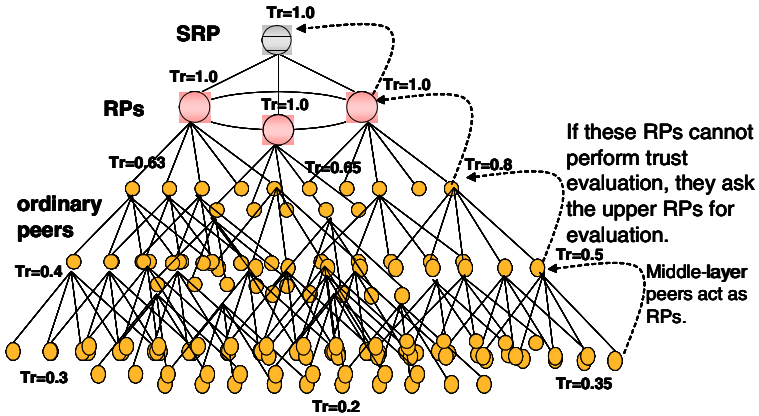 Tr=1.0
SRP
Tr=1.0
Tr=1.0
Tr=1.0
RPs
Tr=0.63
Tr=0.65
Tr=0.8
If these RPs cannot
perform trust
evaluation, they ask
the upper RPs for
evaluation.
ordinary
peers
Tr=0.4
Tr=0.5
Middle-layer
peers act as
RPs.
Tr=0.3
Tr=0.2
Tr=0.35